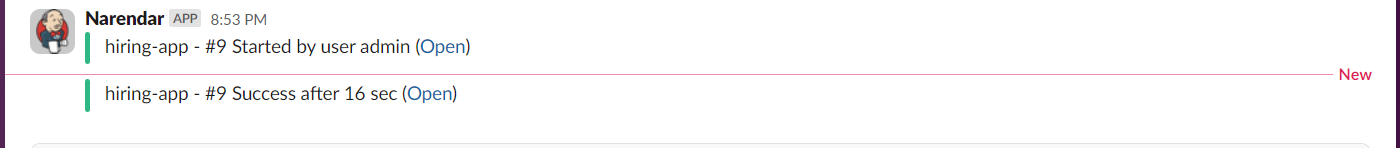 Narendar APP 8:53 PM
hiring-app - #9 Started by user admin (Open)
New
hiring-app - #9 Success after 16 sec (Open)